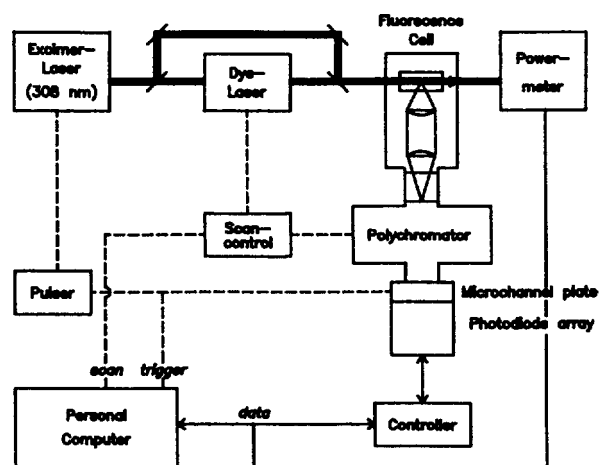 Fluorescence
Cell
Excimer-
Laser
(308 nm)
Dye-
Laser
Power-
meter
Scan-
control
Polychromator
Pulser
Microchannel plate
Photodiode array
scan trigger
Personal
Computer
data
Controller